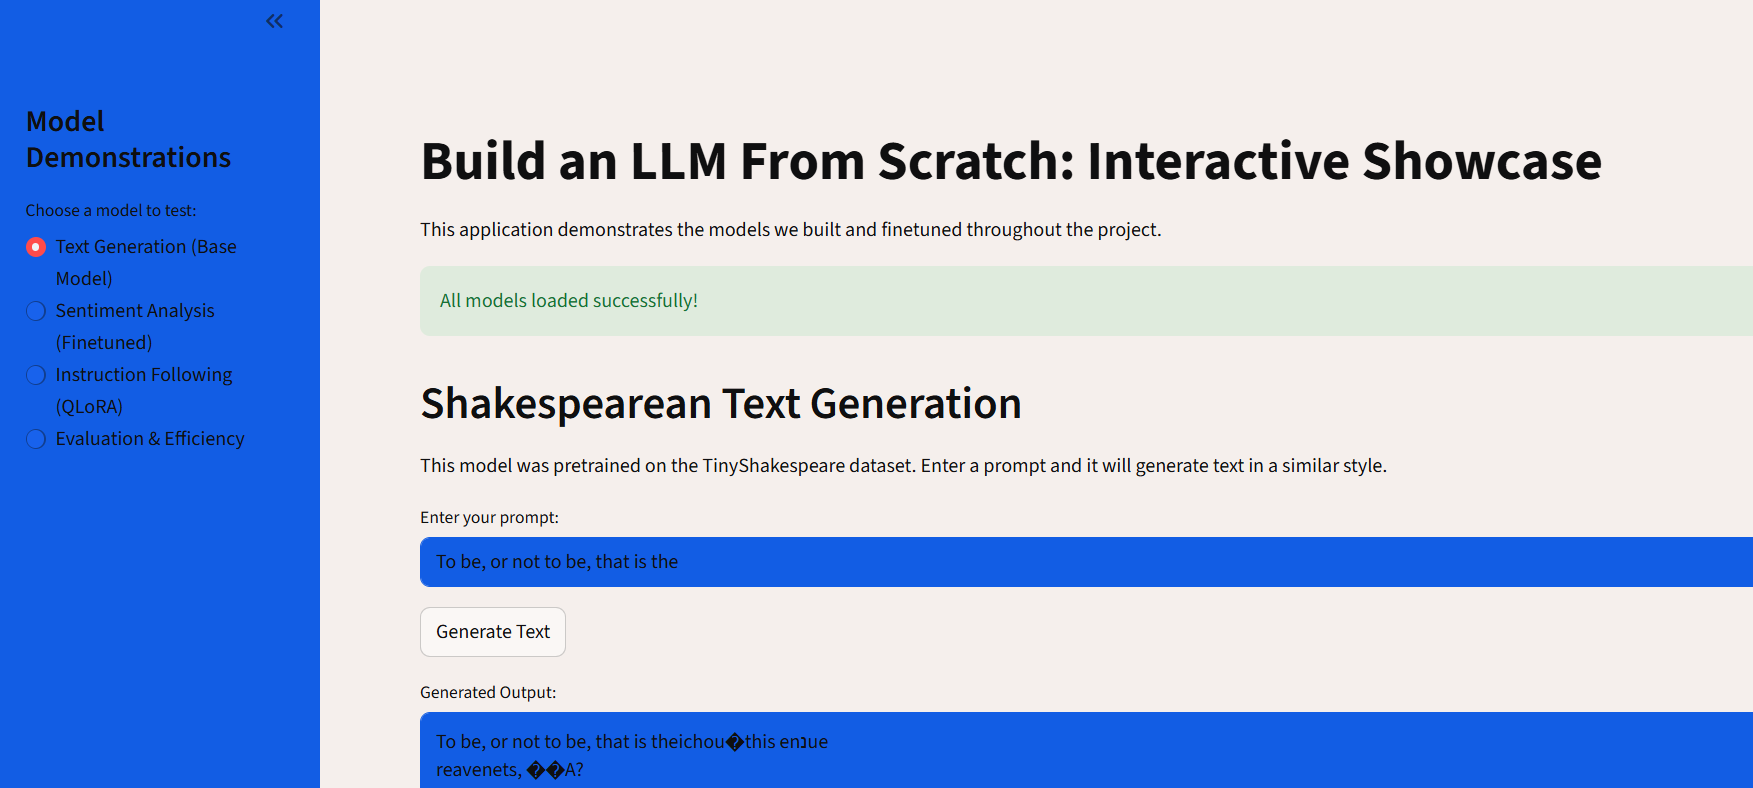 Model
Demonstrations
Choose a model to test:
Text Generation (Base
Model)
Sentiment Analysis
(Finetuned)
Instruction Following
(QLoRA)
Evaluation & Efficiency
Build an LLM From Scratch: Interactive Showcase
This application demonstrates the models we built and finetuned throughout the project.
All models loaded successfully!
Shakespearean Text Generation
This model was pretrained on the TinyShakespeare dataset. Enter a prompt and it will generate text in a similar style.
Enter your prompt:
To be, or not to be, that is the
Generate Text
Generated Output:
To be, or not to be, that is theichou�this enנue
reavenets, ��A?